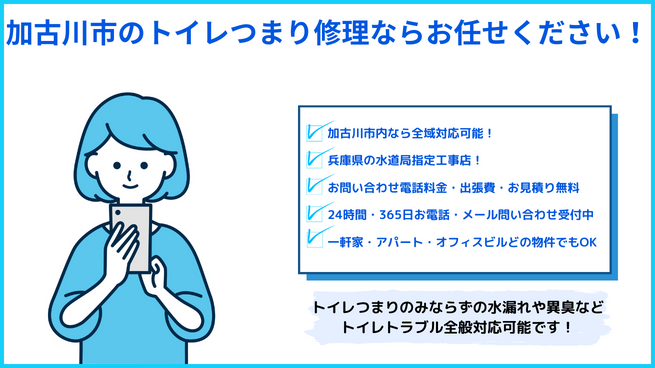 加古川市のトイレつまり修理ならお任せください！
加古川市内なら全域対応可能！
兵庫県の水道局指定工事店！
お問い合わせ電話料金・出張費・お見積り無料
24時間・365日お電話・メール問い合わせ受付中
一軒家・アパート・オフィスビルどの物件でもOK
トイレつまりのみならずの水漏れや異臭など
トイレトラブル全般対応可能です！